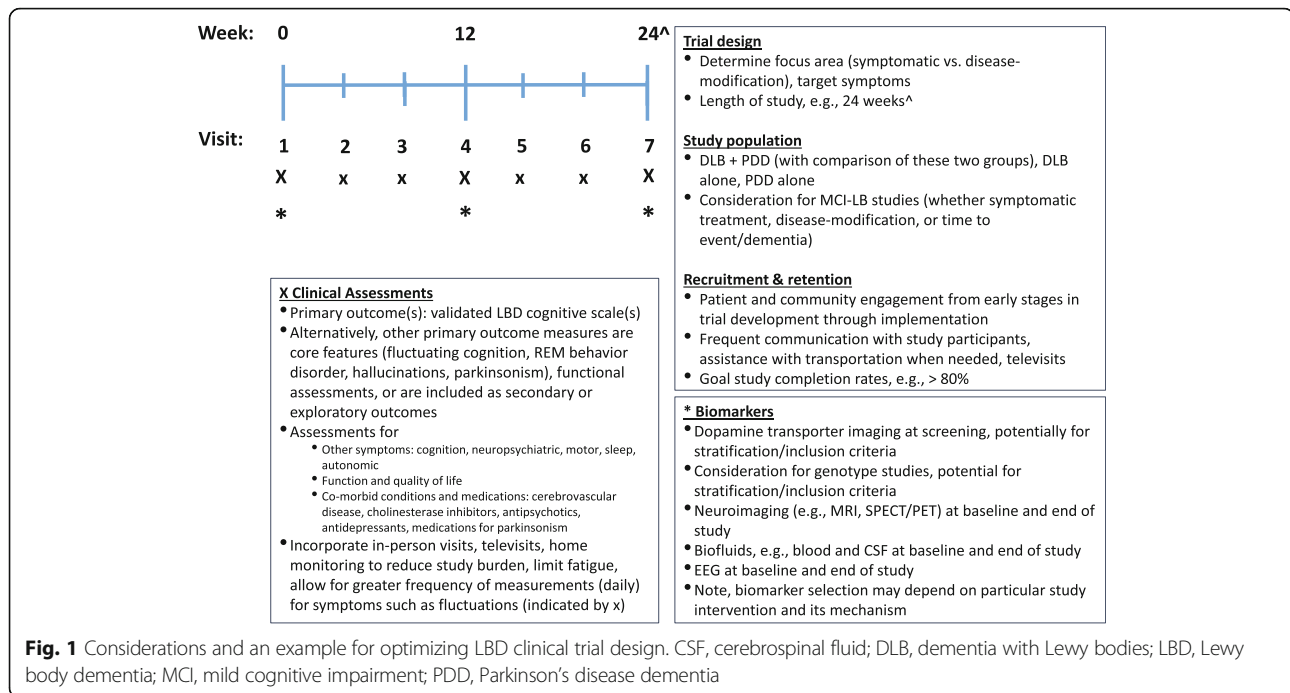 Week: 0 12 24^
Visit: 1 2 3 4 5 6 7
X x x X x x X
* * *
X Clinical Assessments
• Primary outcome(s): validated LBD cognitive scale(s)
• Alternatively, other primary outcome measures are
core features (fluctuating cognition, REM behavior
disorder, hallucinations, parkinsonism), functional
assessments, or are included as secondary or
exploratory outcomes
• Assessments for
• Other symptoms: cognition, neuropsychiatric, motor, sleep,
autonomic
• Function and quality of life
• Co-morbid conditions and medications: cerebrovascular
disease, cholinesterase inhibitors, antipsychotics,
antidepressants, medications for parkinsonism
• Incorporate in-person visits, televisits, home
monitoring to reduce study burden, limit fatigue,
allow for greater frequency of measurements (daily)
for symptoms such as fluctuations (indicated by x)
Trial design
• Determine focus area (symptomatic vs. disease-
modification), target symptoms
• Length of study, e.g., 24 weeks^
Study population
• DLB + PDD (with comparison of these two groups), DLB
alone, PDD alone
• Consideration for MCI-LB studies (whether symptomatic
treatment, disease-modification, or time to
event/dementia)
Recruitment & retention
• Patient and community engagement from early stages in
trial development through implementation
• Frequent communication with study participants,
assistance with transportation when needed, televisits
• Goal study completion rates, e.g., > 80%
* Biomarkers
• Dopamine transporter imaging at screening, potentially for
stratification/inclusion criteria
• Consideration for genotype studies, potential for
stratification/inclusion criteria
• Neuroimaging (e.g., MRI, SPECT/PET) at baseline and end of
study
• Biofluids, e.g., blood and CSF at baseline and end of study
• EEG at baseline and end of study
• Note, biomarker selection may depend on particular study
intervention and its mechanism
Fig. 1 Considerations and an example for optimizing LBD clinical trial design. CSF, cerebrospinal fluid; DLB, dementia with Lewy bodies; LBD, Lewy
body dementia; MCI, mild cognitive impairment; PDD, Parkinson's disease dementia